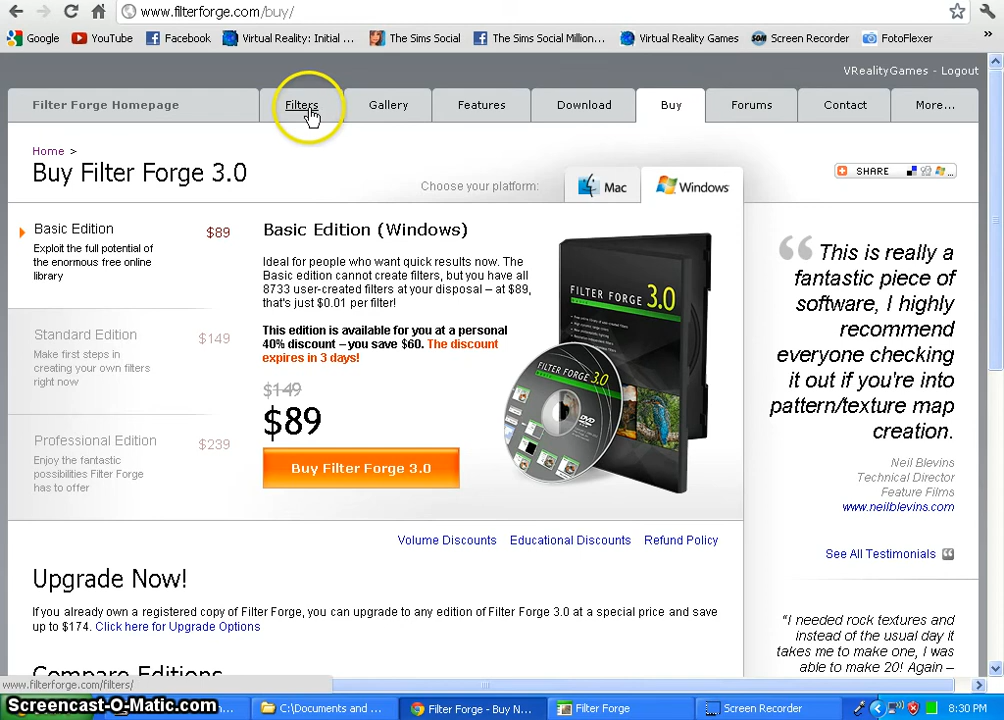 www.filterforge.com/buy/
Google YouTube Facebook Virtual Reality: Initial ... The Sims Social The Sims Social Million... Virtual Reality Games Screen Recorder FotoFlexer »
VRealityGames - Logout
Filter Forge Homepage Filters Gallery Features Download Buy Forums Contact More...
Home >
Buy Filter Forge 3.0
Choose your platform: Mac Windows
SHARE
Basic Edition $89
Exploit the full potential of
the enormous free online
library
Standard Edition $149
Make first steps in
creating your own filters
right now
Professional Edition $239
Enjoy the fantastic
possibilities Filter Forge
has to offer
Basic Edition (Windows)
Ideal for people who want quick results now. The
Basic edition cannot create filters, but you have all
8733 user-created filters at your disposal – at $89,
that's just $0.01 per filter!
This edition is available for you at a personal
40% discount – you save $60. The discount
expires in 3 days!
$149
$89
Buy Filter Forge 3.0
FILTER FORGE 3.0
FILTER FORGE 3.0
DVD
Volume Discounts Educational Discounts Refund Policy
Upgrade Now!
If you already own a registered copy of Filter Forge, you can upgrade to any edition of Filter Forge 3.0 at a special price and save
up to $174. Click here for Upgrade Options
Compare Editions
“ This is really a
fantastic piece of
software, I highly
recommend
everyone checking
it out if you're into
pattern/texture map
creation.
Neil Blevins
Technical Director
Feature Films
www.neilblevins.com
See All Testimonials
“I needed rock textures and
instead of the usual day it
takes me to make one, I was
able to make 20! Again –
www.filterforge.com/filters/
Screencast-O-Matic.com
C:\Documents and ... Filter Forge - Buy N... Filter Forge Screen Recorder 8:30 PM